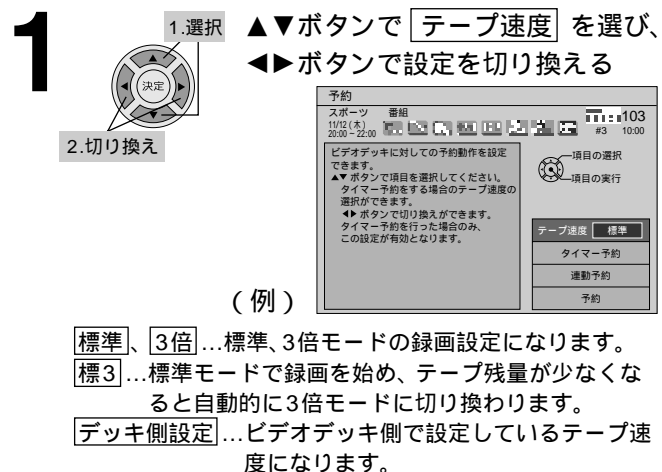 1
1.選択
決定
2.切り換え
▲▼ボタンで テープ速度 を選び、
◀▶ボタンで設定を切り換える
予約
スポーツ 番組
11/12(木)
20:00~22:00
103
#3 10:00
ビデオデッキに対しての予約動作を設定
できます。
▲▼ ボタンで項目を選択してください。
タイマー予約をする場合のテープ速度の
選択ができます。
◀▶ ボタンで切り換えができます。
タイマー予約を行った場合のみ、
この設定が有効となります。
項目の選択
項目の実行
テープ速度 標準
タイマー予約
連動予約
予約
(例)
標準、3倍…標準、3倍モードの録画設定になります。
標3…標準モードで録画を始め、テープ残量が少なくな
ると自動的に3倍モードに切り換わります。
デッキ側設定…ビデオデッキ側で設定しているテープ速
度になります。